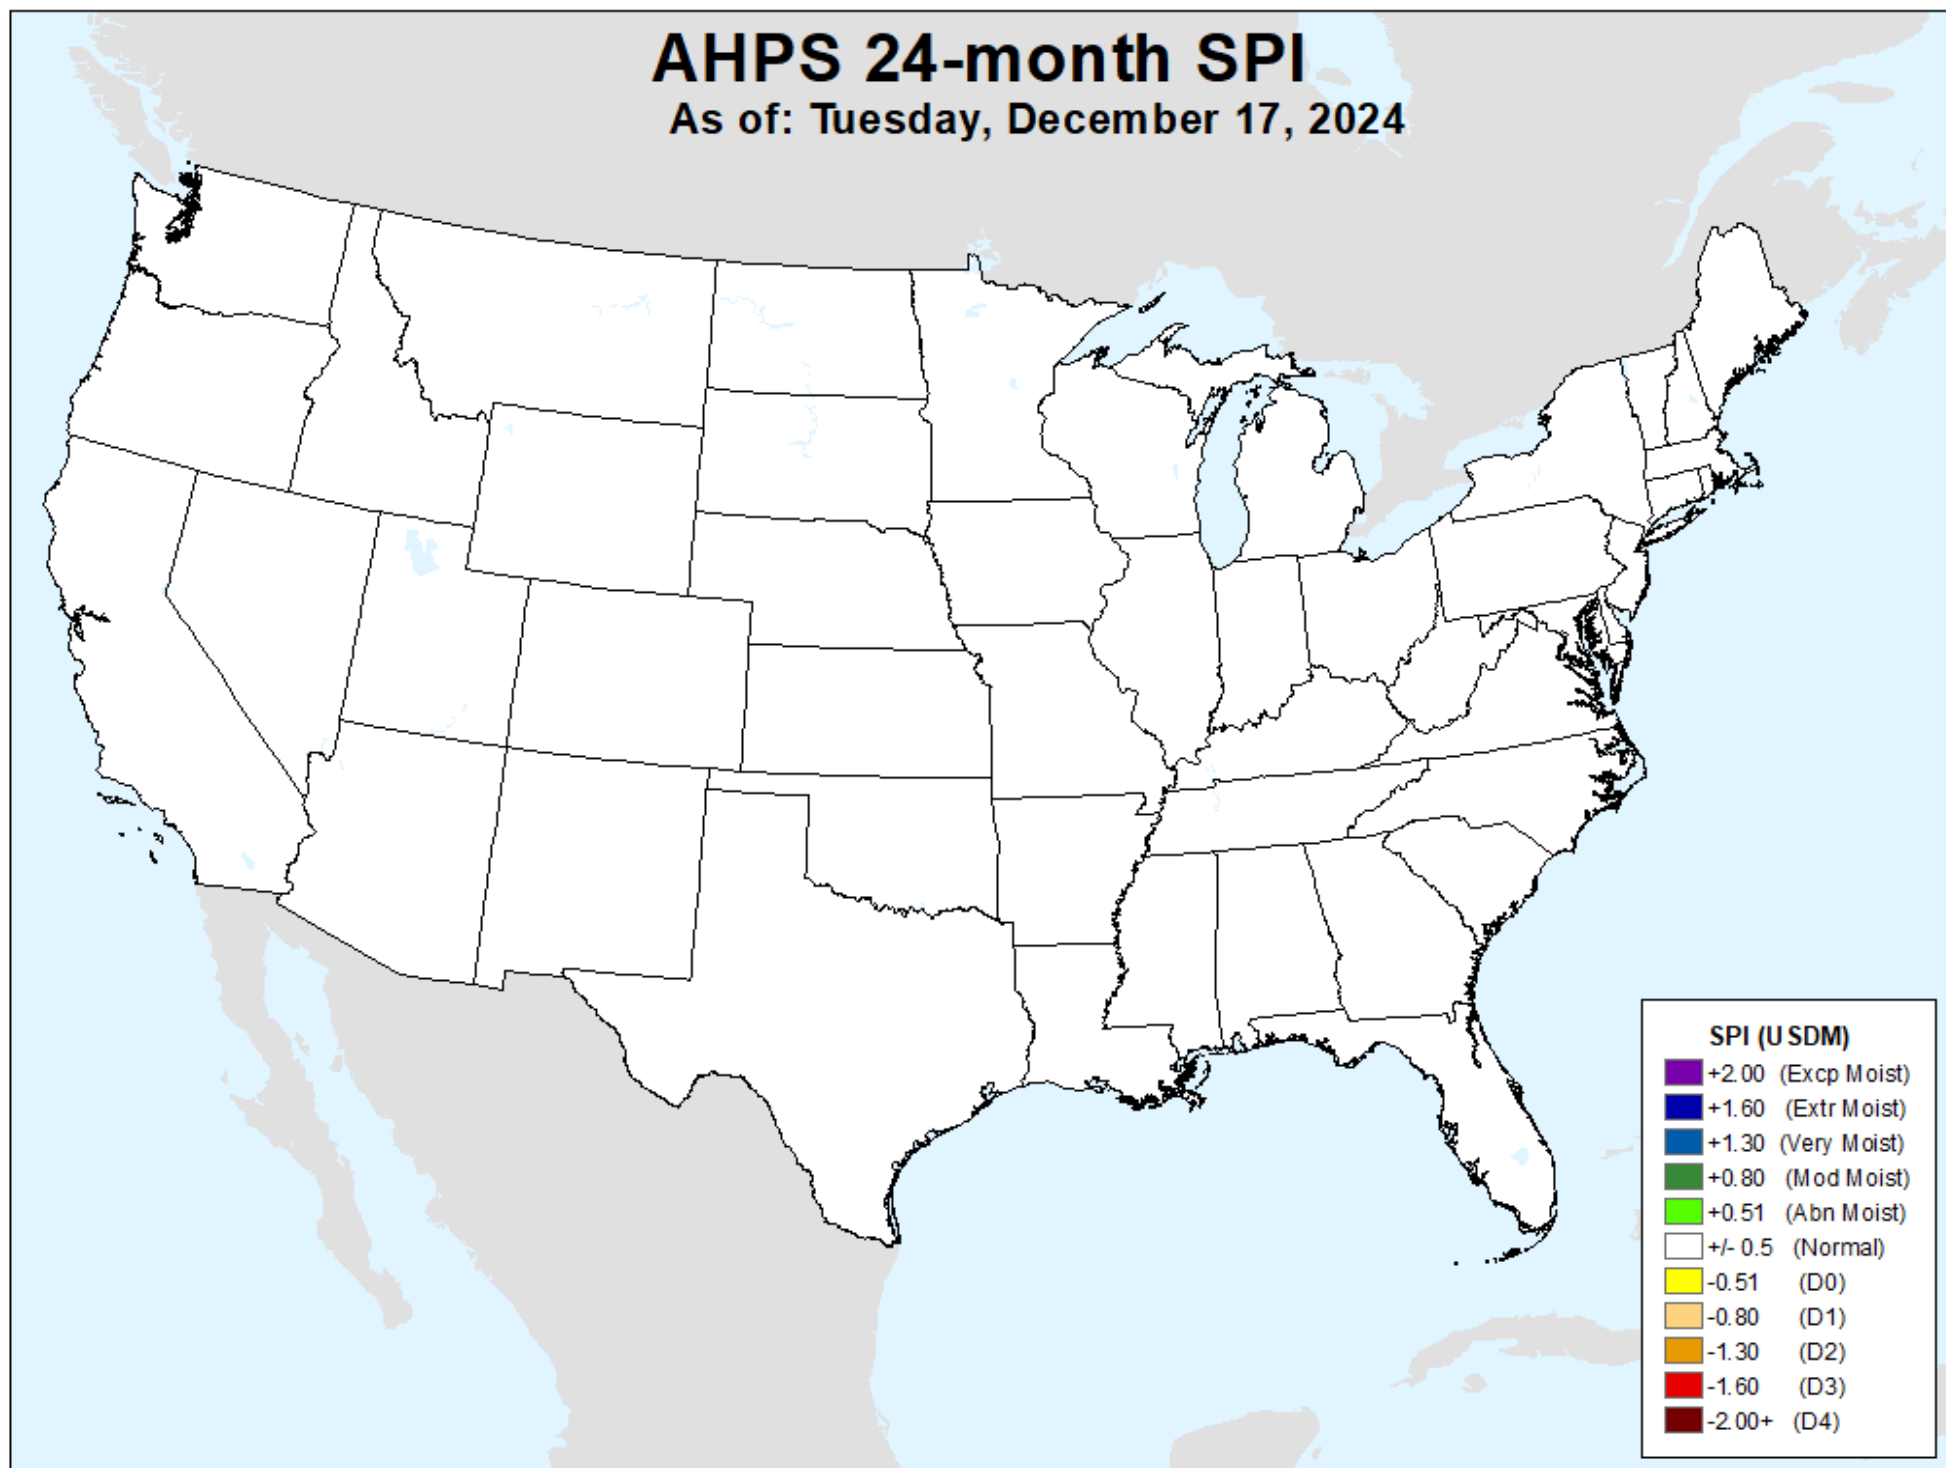 AHPS 24-month SPI
As of: Tuesday, December 17, 2024
SPI (USDM)
+2.00 (Excp Moist)
+1.60 (Extr Moist)
+1.30 (Very Moist)
+0.80 (Mod Moist)
+0.51 (Abn Moist)
+/- 0.5 (Normal)
-0.51 (D0)
-0.80 (D1)
-1.30 (D2)
-1.60 (D3)
-2.00+ (D4)